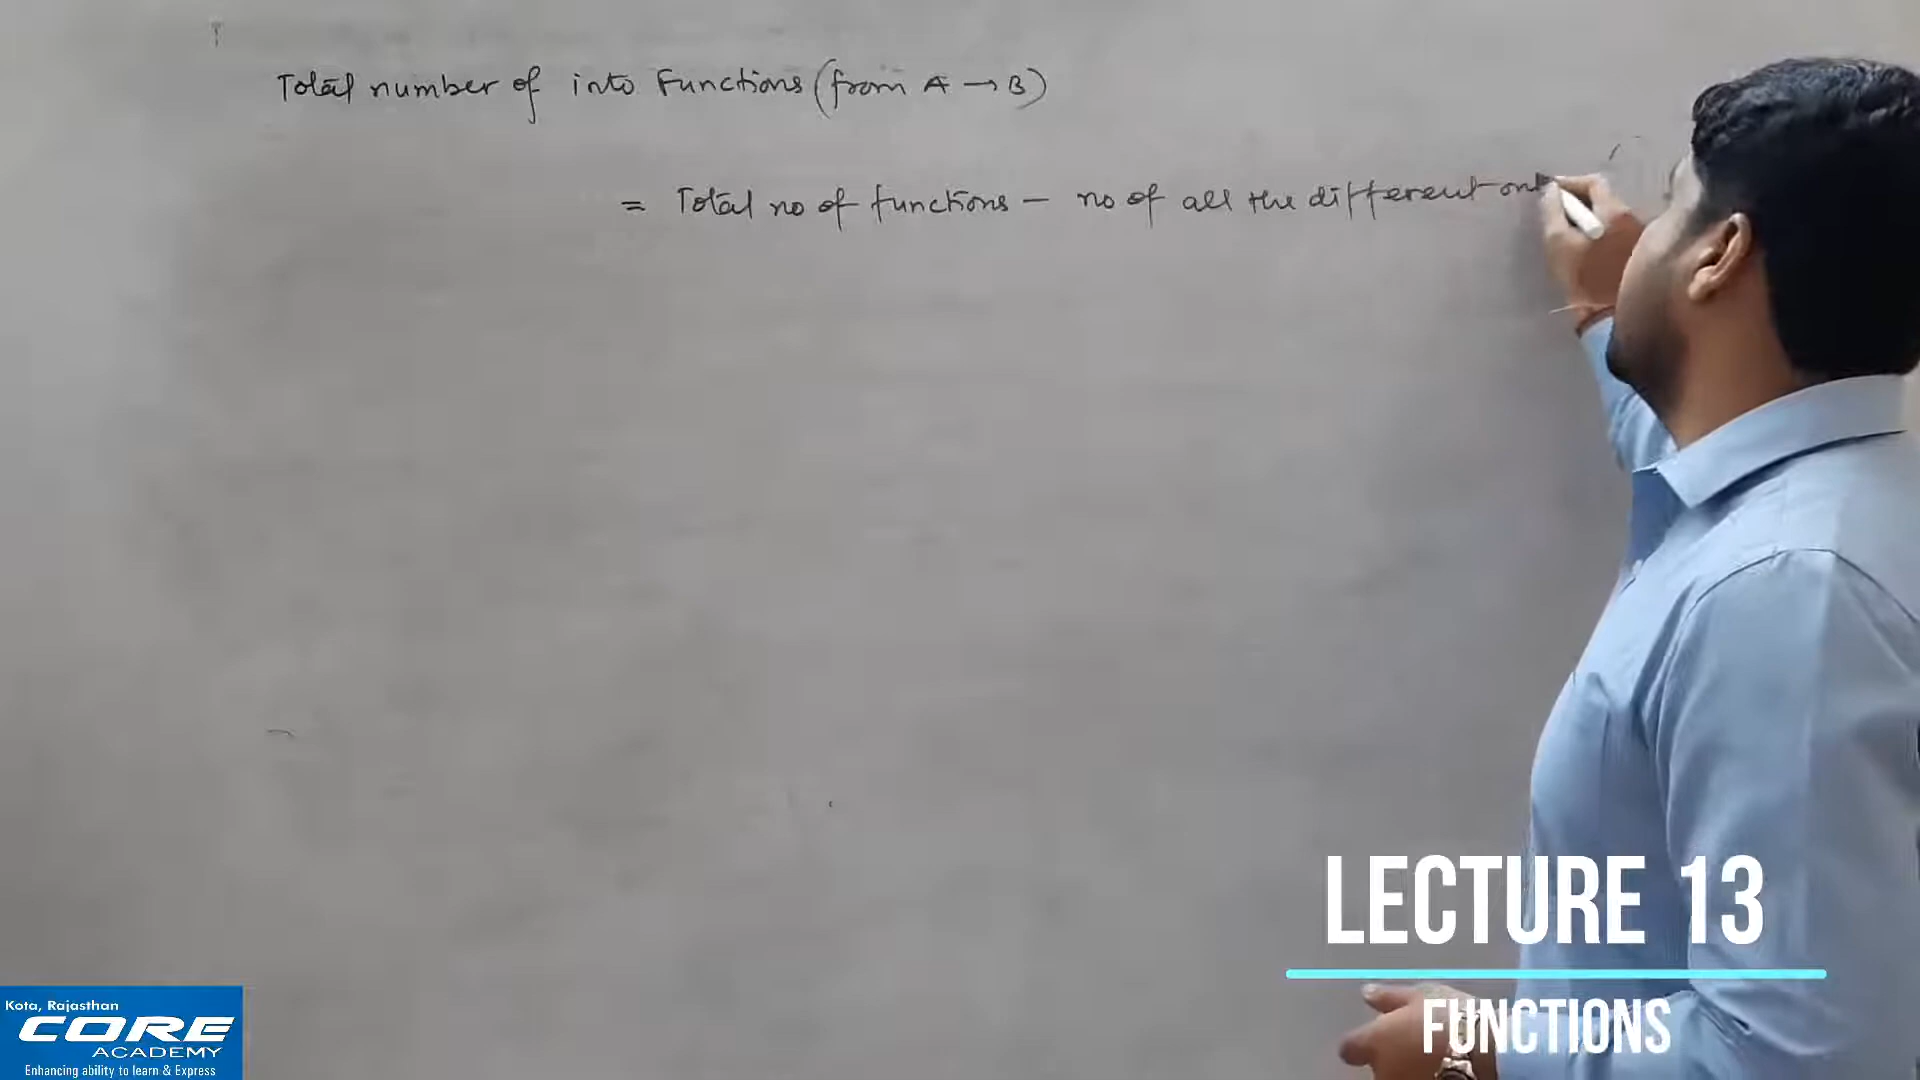 Total number of into Functions (from A → B)
= Total no of functions – no of all the different ont
LECTURE 13
FUNCTIONS
Kota, Rajasthan
CORE
ACADEMY
Enhancing ability to learn & Express